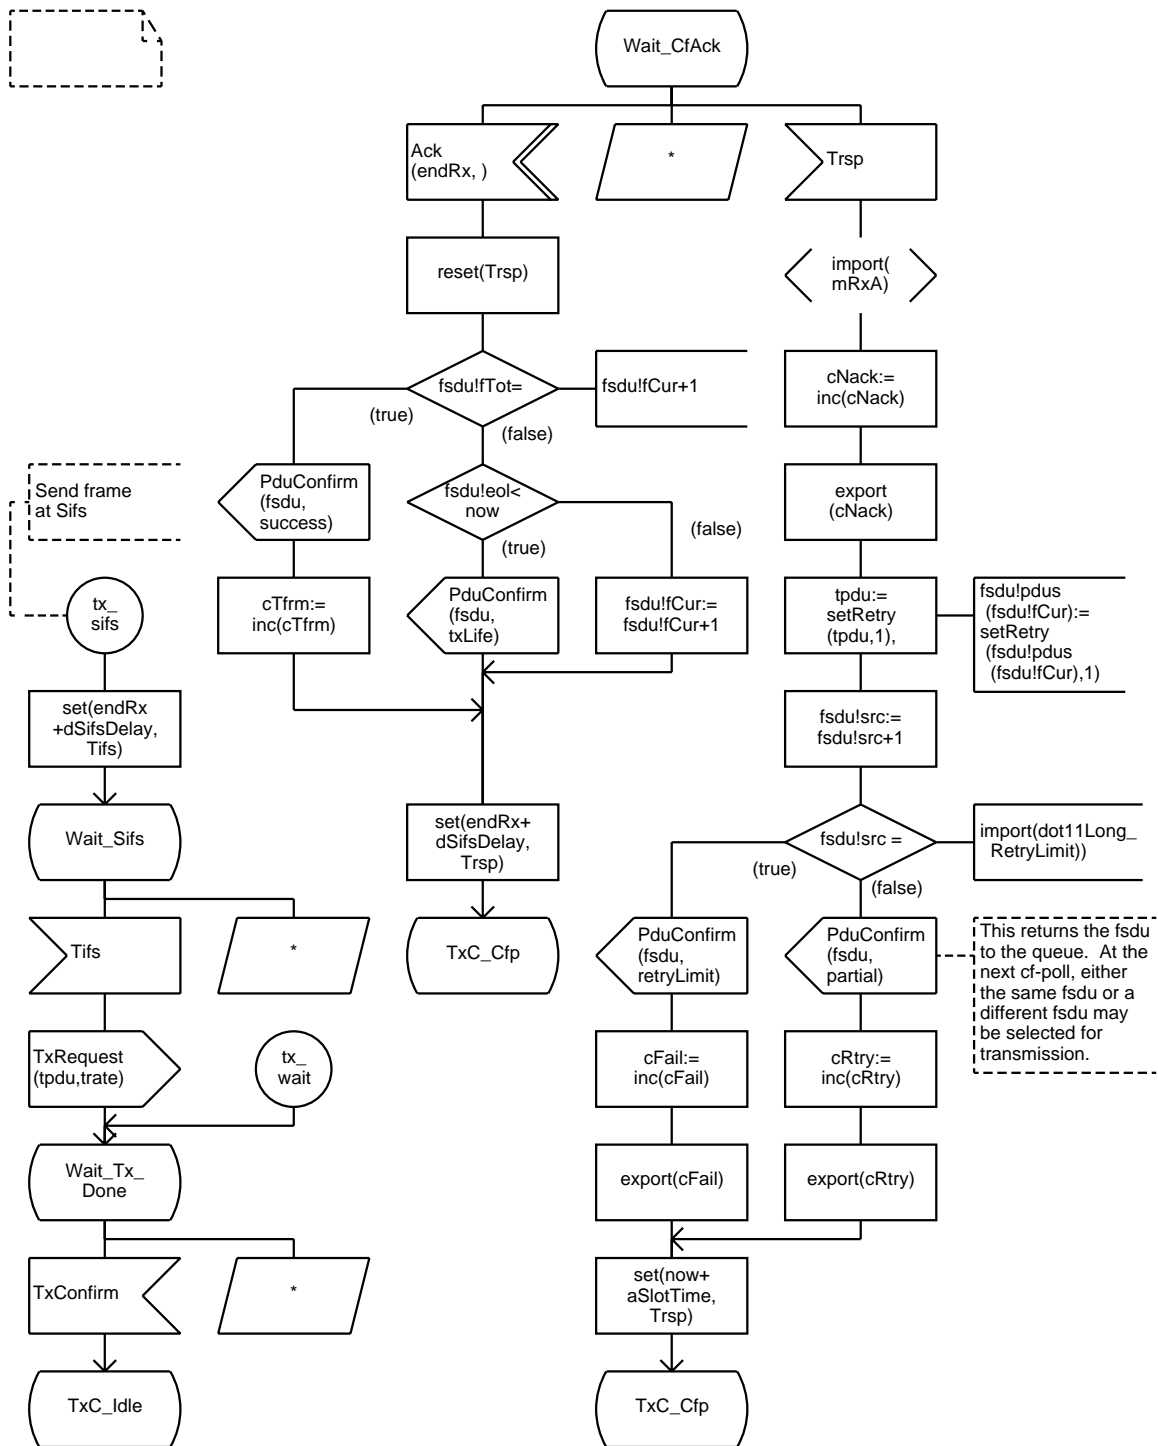 Wait_CfAck
Ack
(endRx, )
*
Trsp
reset(Trsp)
import(
mRxA)
fsdu!fTot=
fsdu!fCur+1
(true)
(false)
cNack:=
inc(cNack)
Send frame
at Sifs
PduConfirm
(fsdu,
success)
fsdu!eol<
now
(true)
(false)
export
(cNack)
tx_
sifs
cTfrm:=
inc(cTfrm)
PduConfirm
(fsdu,
txLife)
fsdu!fCur:=
fsdu!fCur+1
tpdu:=
setRetry
(tpdu,1),
fsdu!pdus
(fsdu!fCur):=
setRetry
(fsdu!pdus
(fsdu!fCur),1)
set(endRx
+dSifsDelay,
Tifs)
fsdu!src:=
fsdu!src+1
Wait_Sifs
set(endRx+
dSifsDelay,
Trsp)
fsdu!src =
import(dot11Long_
RetryLimit))
(true)
(false)
Tifs
*
TxC_Cfp
PduConfirm
(fsdu,
retryLimit)
PduConfirm
(fsdu,
partial)
This returns the fsdu
to the queue. At the
next cf-poll, either
the same fsdu or a
different fsdu may
be selected for
transmission.
TxRequest
(tpdu,trate)
tx_
wait
cFail:=
inc(cFail)
cRtry:=
inc(cRtry)
Wait_Tx_
Done
export(cFail)
export(cRtry)
TxConfirm
*
set(now+
aSlotTime,
Trsp)
TxC_Idle
TxC_Cfp